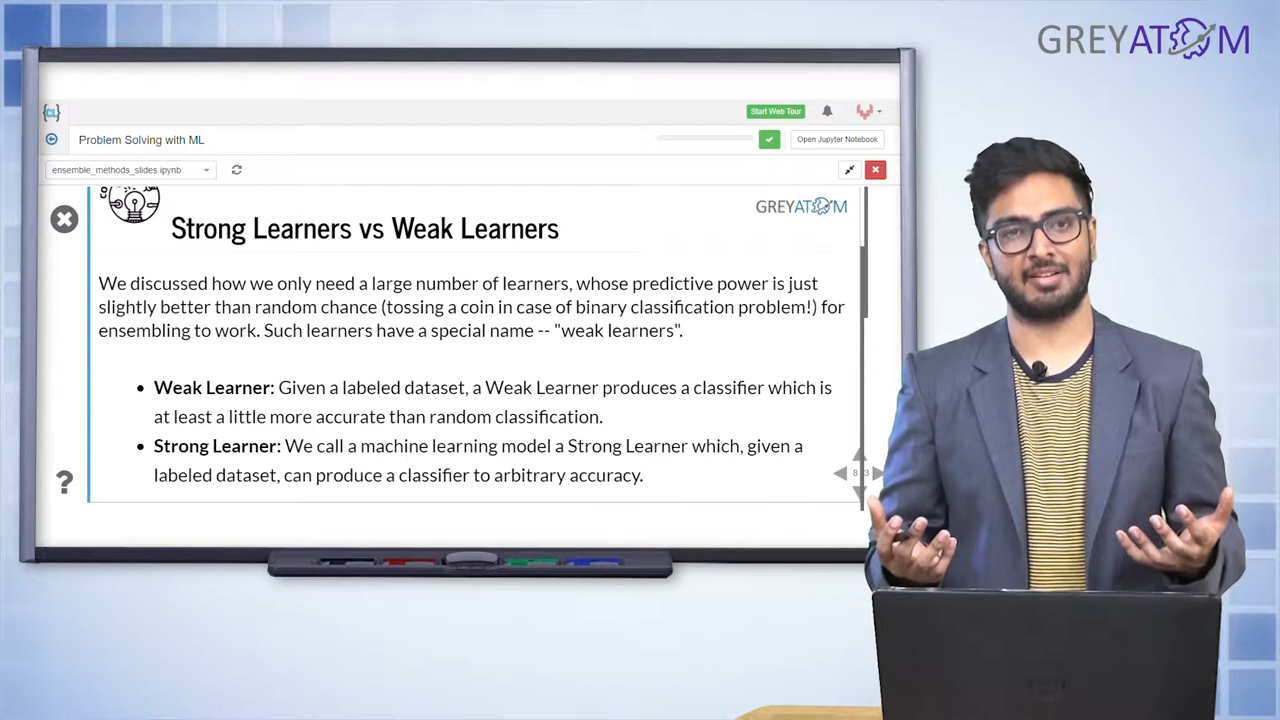 GREYATOM
{CL}
Start Web Tour
Problem Solving with ML
Open Jupyter Notebook
ensemble_methods_slides.ipynb
GREYATOM
Strong Learners vs Weak Learners
We discussed how we only need a large number of learners, whose predictive power is just
slightly better than random chance (tossing a coin in case of binary classification problem!) for
ensembling to work. Such learners have a special name -- "weak learners".
• Weak Learner: Given a labeled dataset, a Weak Learner produces a classifier which is
at least a little more accurate than random classification.
• Strong Learner: We call a machine learning model a Strong Learner which, given a
labeled dataset, can produce a classifier to arbitrary accuracy.
?